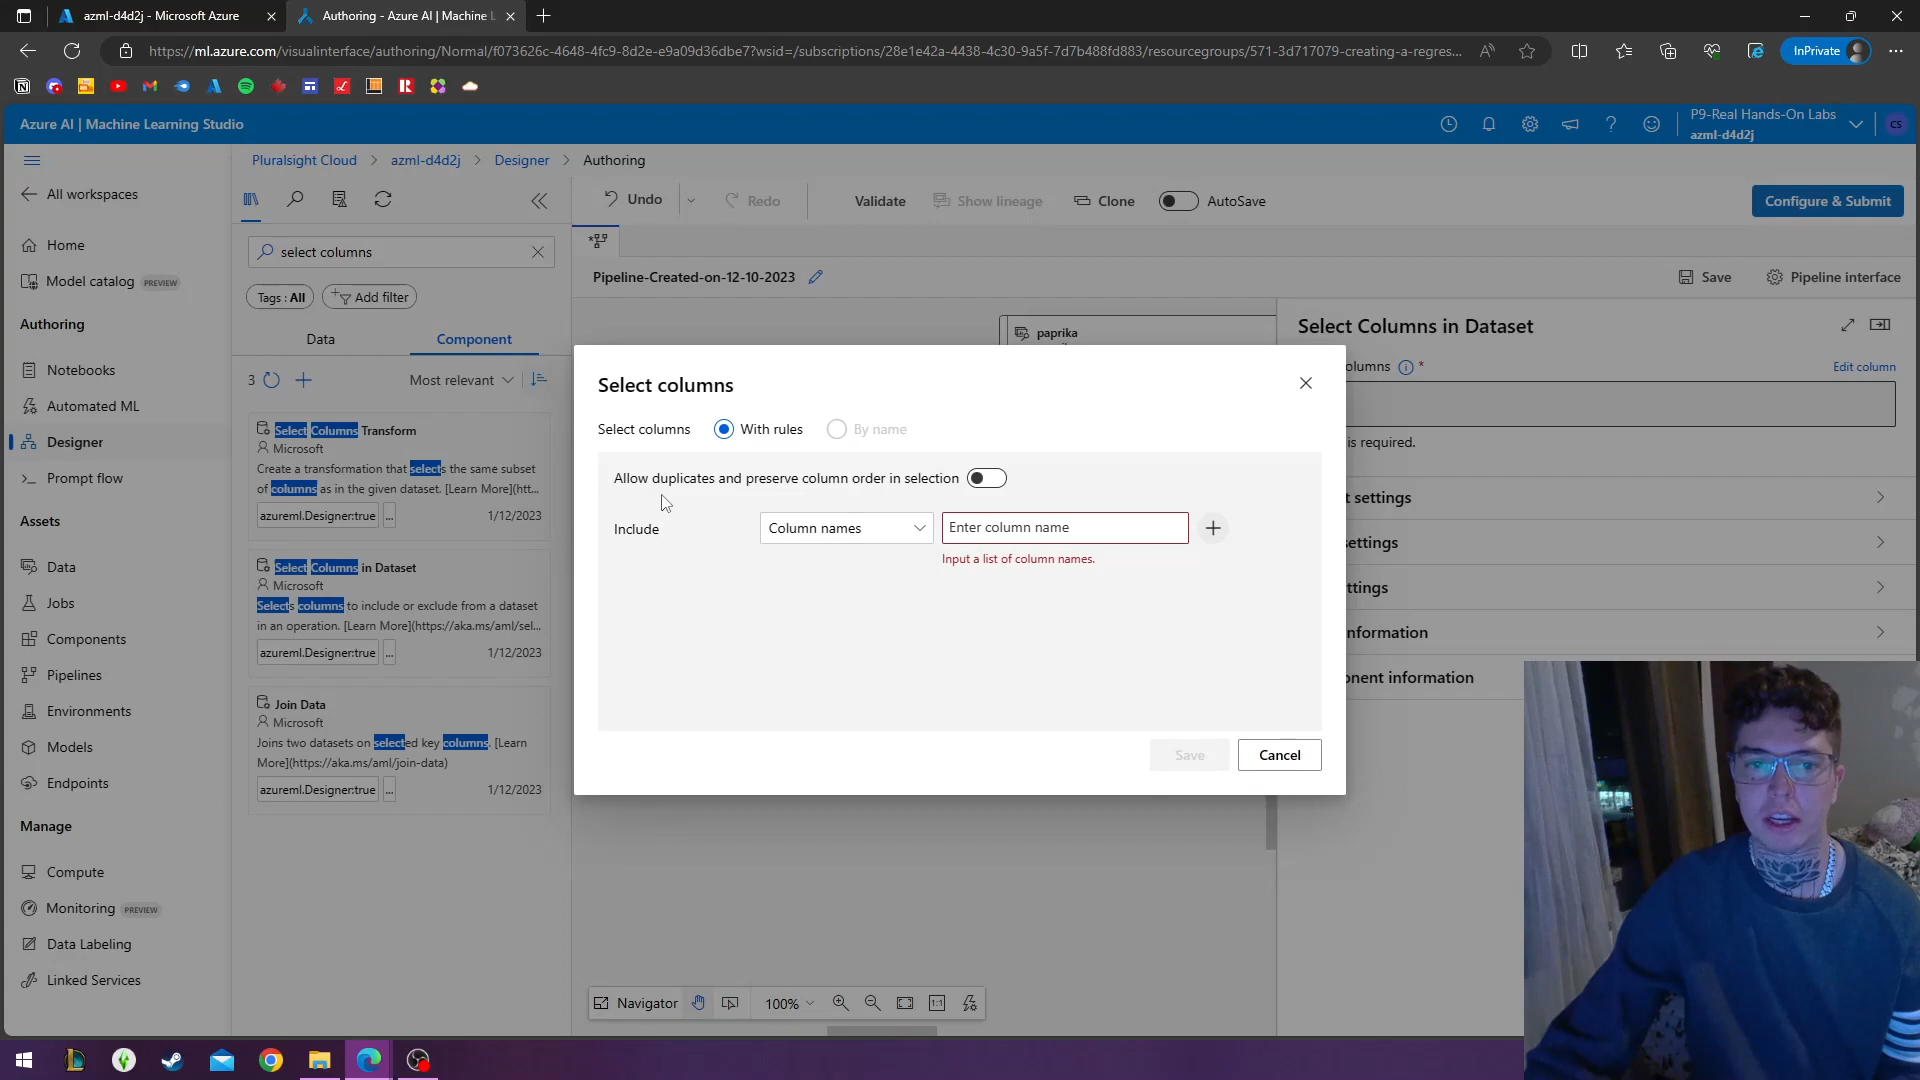 azml-d4d2j - Microsoft Azure
Authoring - Azure AI | Machine L
https://ml.azure.com/visualinterface/authoring/Normal/f073626c-4648-4fc9-8d2e-e9a09d36dbe7?wsid=/subscriptions/28e1e42a-4438-4c30-9a5f-7d7b488fd883/resourcegroups/571-3d717079-creating-a-regres...
InPrivate
Azure AI | Machine Learning Studio
P9-Real Hands-On Labs
azml-d4d2j
CS
All workspaces
Home
Model catalog PREVIEW
Authoring
Notebooks
Automated ML
Designer
Prompt flow
Assets
Data
Jobs
Components
Pipelines
Environments
Models
Endpoints
Manage
Compute
Monitoring PREVIEW
Data Labeling
Linked Services
Pluralsight Cloud > azml-d4d2j > Designer > Authoring
select columns
Tags : All
Add filter
Data
Component
3
Most relevant
Select Columns Transform
Microsoft
Create a transformation that selects the same subset
of columns as in the given dataset. [Learn More](htt...
azureml.Designer:true ... 1/12/2023
Select Columns in Dataset
Microsoft
Selects columns to include or exclude from a dataset
in an operation. [Learn More](https://aka.ms/aml/sel...
azureml.Designer:true ... 1/12/2023
Join Data
Microsoft
Joins two datasets on selected key columns. [Learn
More](https://aka.ms/aml/join-data)
azureml.Designer:true ... 1/12/2023
Undo
Redo
Validate
Show lineage
Clone
AutoSave
Configure & Submit
Pipeline-Created-on-12-10-2023
Save
Pipeline interface
paprika
Select Columns in Dataset
olumns *
Edit column
is required.
t settings
settings
ttings
nformation
onent information
Select columns
Select columns
With rules
By name
Allow duplicates and preserve column order in selection
Include
Column names
Enter column name
Input a list of column names.
Save
Cancel
Navigator
100%
1:1